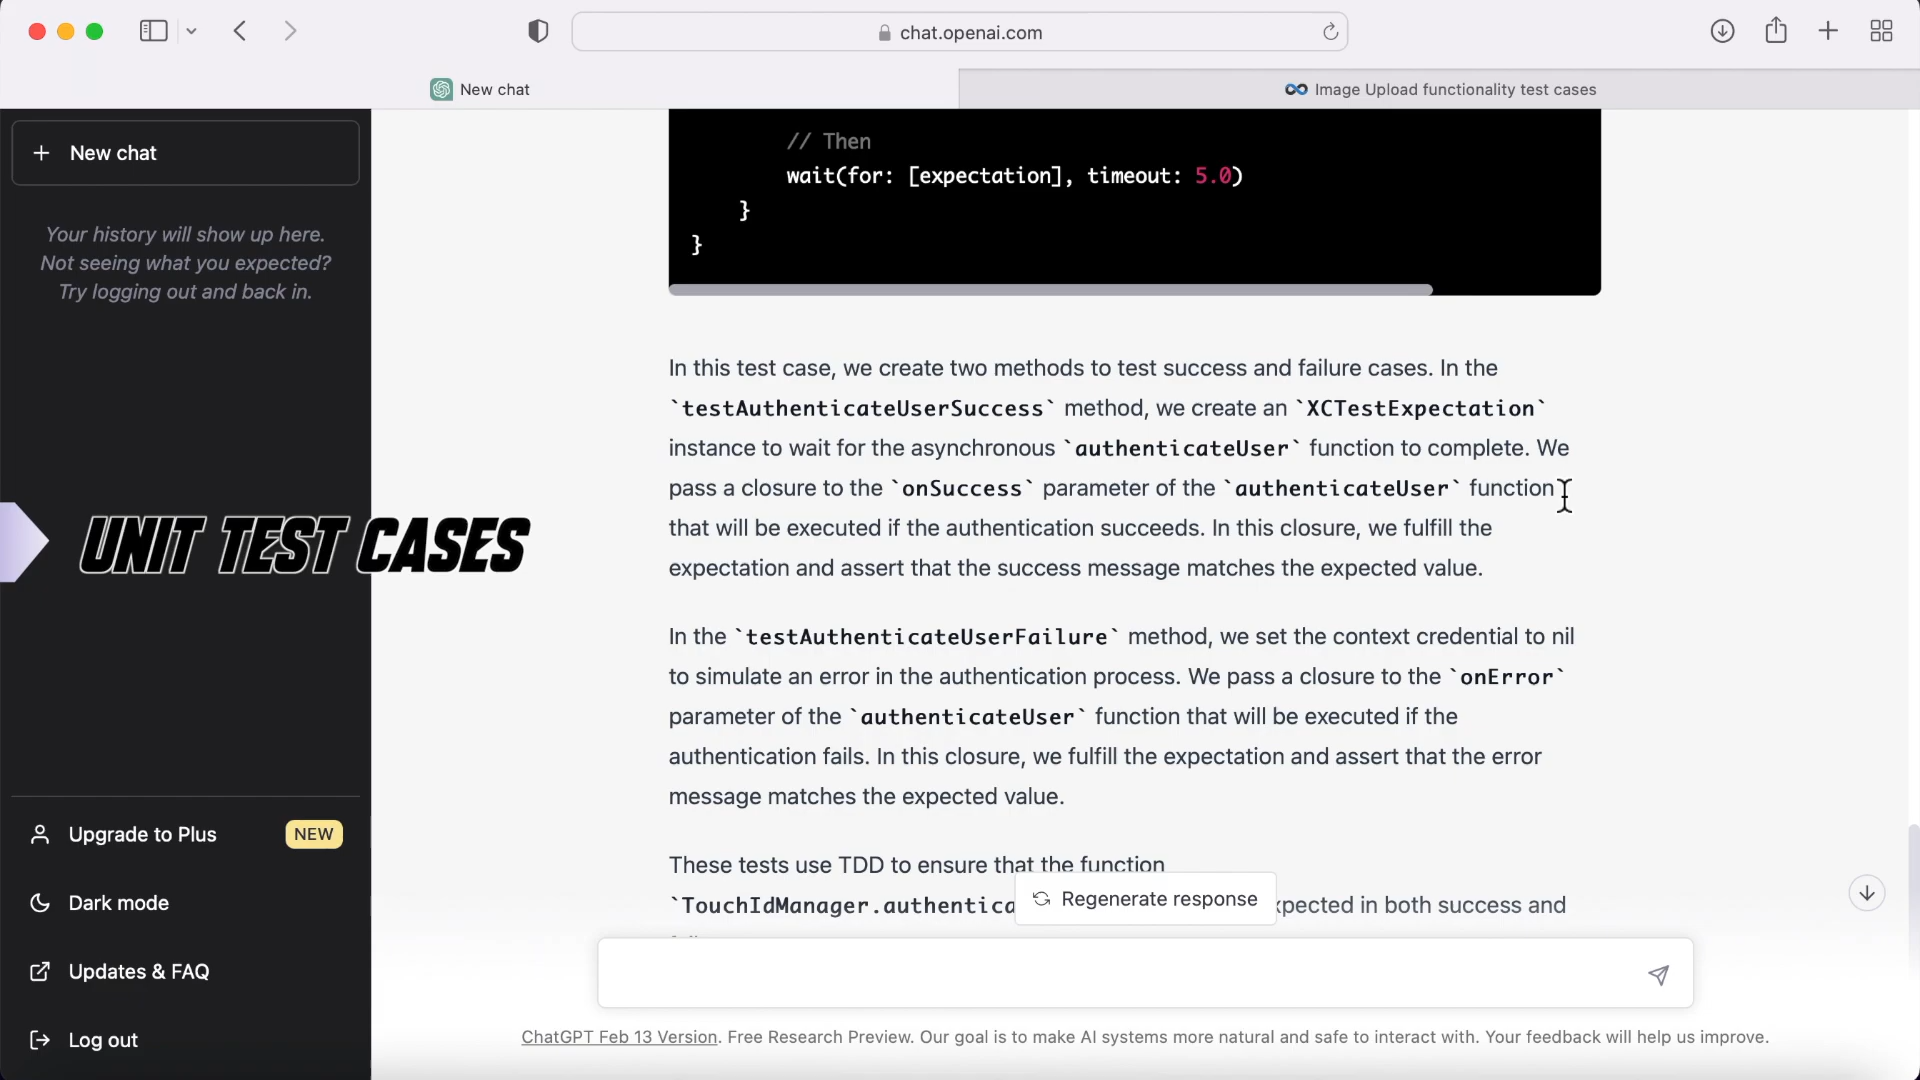 chat.openai.com
New chat
Image Upload functionality test cases
+ New chat
Your history will show up here.
Not seeing what you expected?
Try logging out and back in.
// Then
wait(for: [expectation], timeout: 5.0)
}
}
In this test case, we create two methods to test success and failure cases. In the
`testAuthenticateUserSuccess` method, we create an `XCTestExpectation`
instance to wait for the asynchronous `authenticateUser` function to complete. We
pass a closure to the `onSuccess` parameter of the `authenticateUser` function
that will be executed if the authentication succeeds. In this closure, we fulfill the
expectation and assert that the success message matches the expected value.
UNIT TEST CASES
In the `testAuthenticateUserFailure` method, we set the context credential to nil
to simulate an error in the authentication process. We pass a closure to the `onError`
parameter of the `authenticateUser` function that will be executed if the
authentication fails. In this closure, we fulfill the expectation and assert that the error
message matches the expected value.
These tests use TDD to ensure that the function
`TouchIdManager.authentica
xpected in both success and
Regenerate response
Upgrade to Plus NEW
Dark mode
Updates & FAQ
Log out
ChatGPT Feb 13 Version. Free Research Preview. Our goal is to make AI systems more natural and safe to interact with. Your feedback will help us improve.